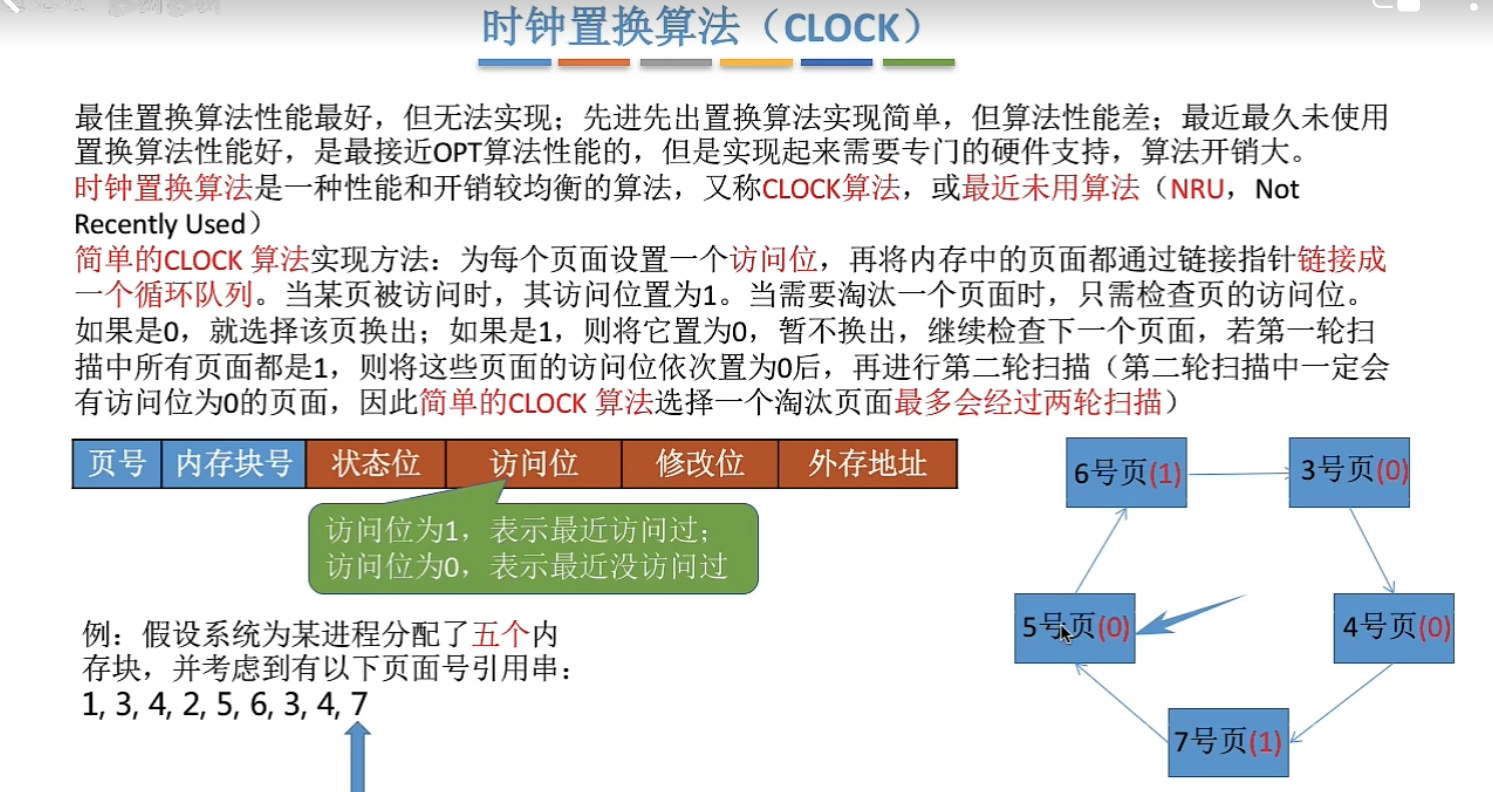 时钟置换算法（CLOCK）
最佳置换算法性能最好，但无法实现；先进先出置换算法实现简单，但算法性能差；最近最久未使用
置换算法性能好，是最接近OPT算法性能的，但是实现起来需要专门的硬件支持，算法开销大。
时钟置换算法是一种性能和开销较均衡的算法，又称CLOCK算法，或最近未用算法（NRU，Not
Recently Used）
简单的CLOCK 算法实现方法：为每个页面设置一个访问位，再将内存中的页面都通过链接指针链接成
一个循环队列。当某页被访问时，其访问位置为1。当需要淘汰一个页面时，只需检查页的访问位。
如果是0，就选择该页换出；如果是1，则将它置为0，暂不换出，继续检查下一个页面，若第一轮扫
描中所有页面都是1，则将这些页面的访问位依次置为0后，再进行第二轮扫描（第二轮扫描中一定会
有访问位为0的页面，因此简单的CLOCK 算法选择一个淘汰页面最多会经过两轮扫描）
页号 内存块号 状态位 访问位 修改位 外存地址
访问位为1，表示最近访问过；
访问位为0，表示最近没访问过
例：假设系统为某进程分配了五个内
存块，并考虑到有以下页面号引用串：
1, 3, 4, 2, 5, 6, 3, 4, 7
6号页(1)
3号页(0)
5号页(0)
4号页(0)
7号页(1)